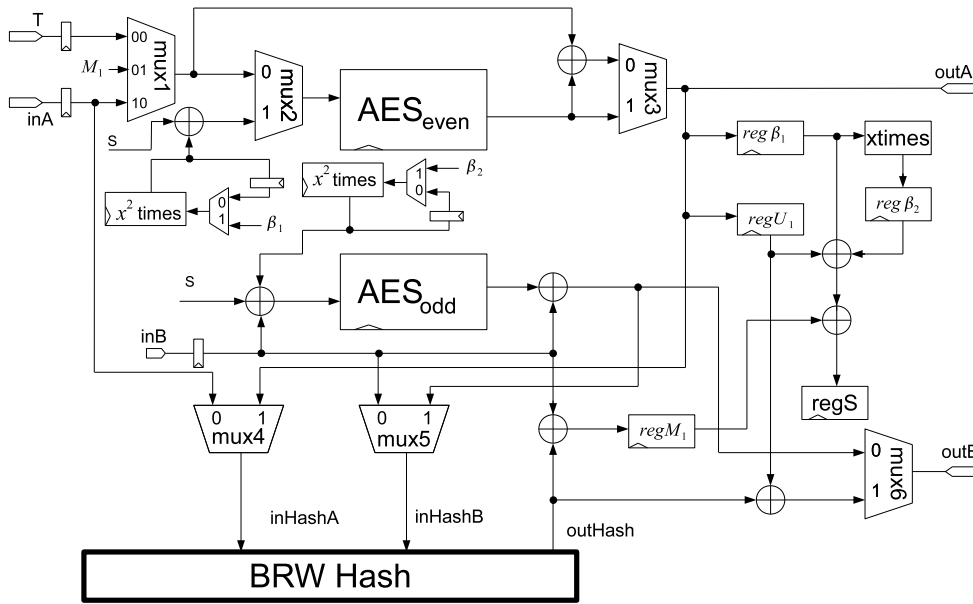 T
00
M₁
01
10
mux1
inA
S
0
1
mux2
AES_even
0
1
mux3
outA
reg β₁
xtimes
reg β₂
regU₁
x² times
0
1
β₁
x² times
1
0
β₂
S
AES_odd
inB
0 1
mux4
0 1
mux5
regM₁
regS
0
1
mux6
outB
inHashA
inHashB
outHash
BRW Hash